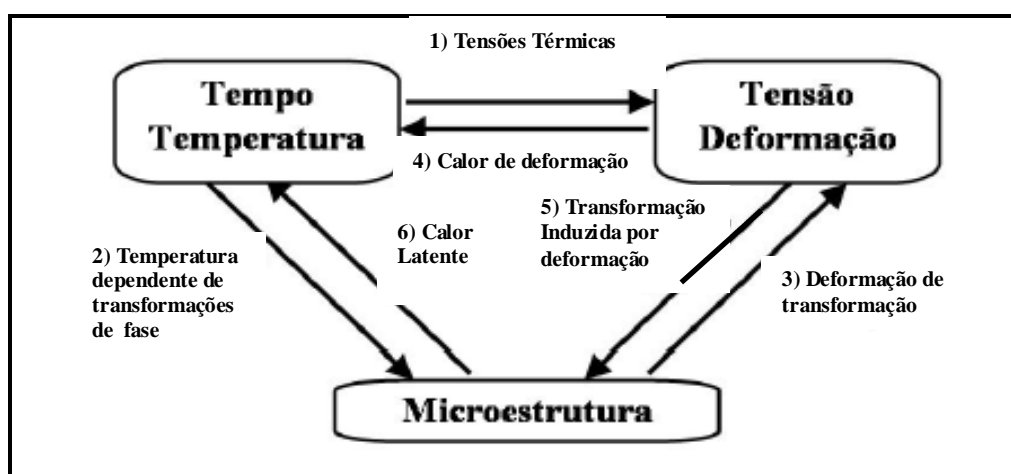 1) Tensões Térmicas
Tempo
Temperatura
Tensão
Deformação
4) Calor de deformação
2) Temperatura
dependente de
transformações
de fase
6) Calor
Latente
5) Transformação
Induzida por
deformação
3) Deformação de
transformação
Microestrutura